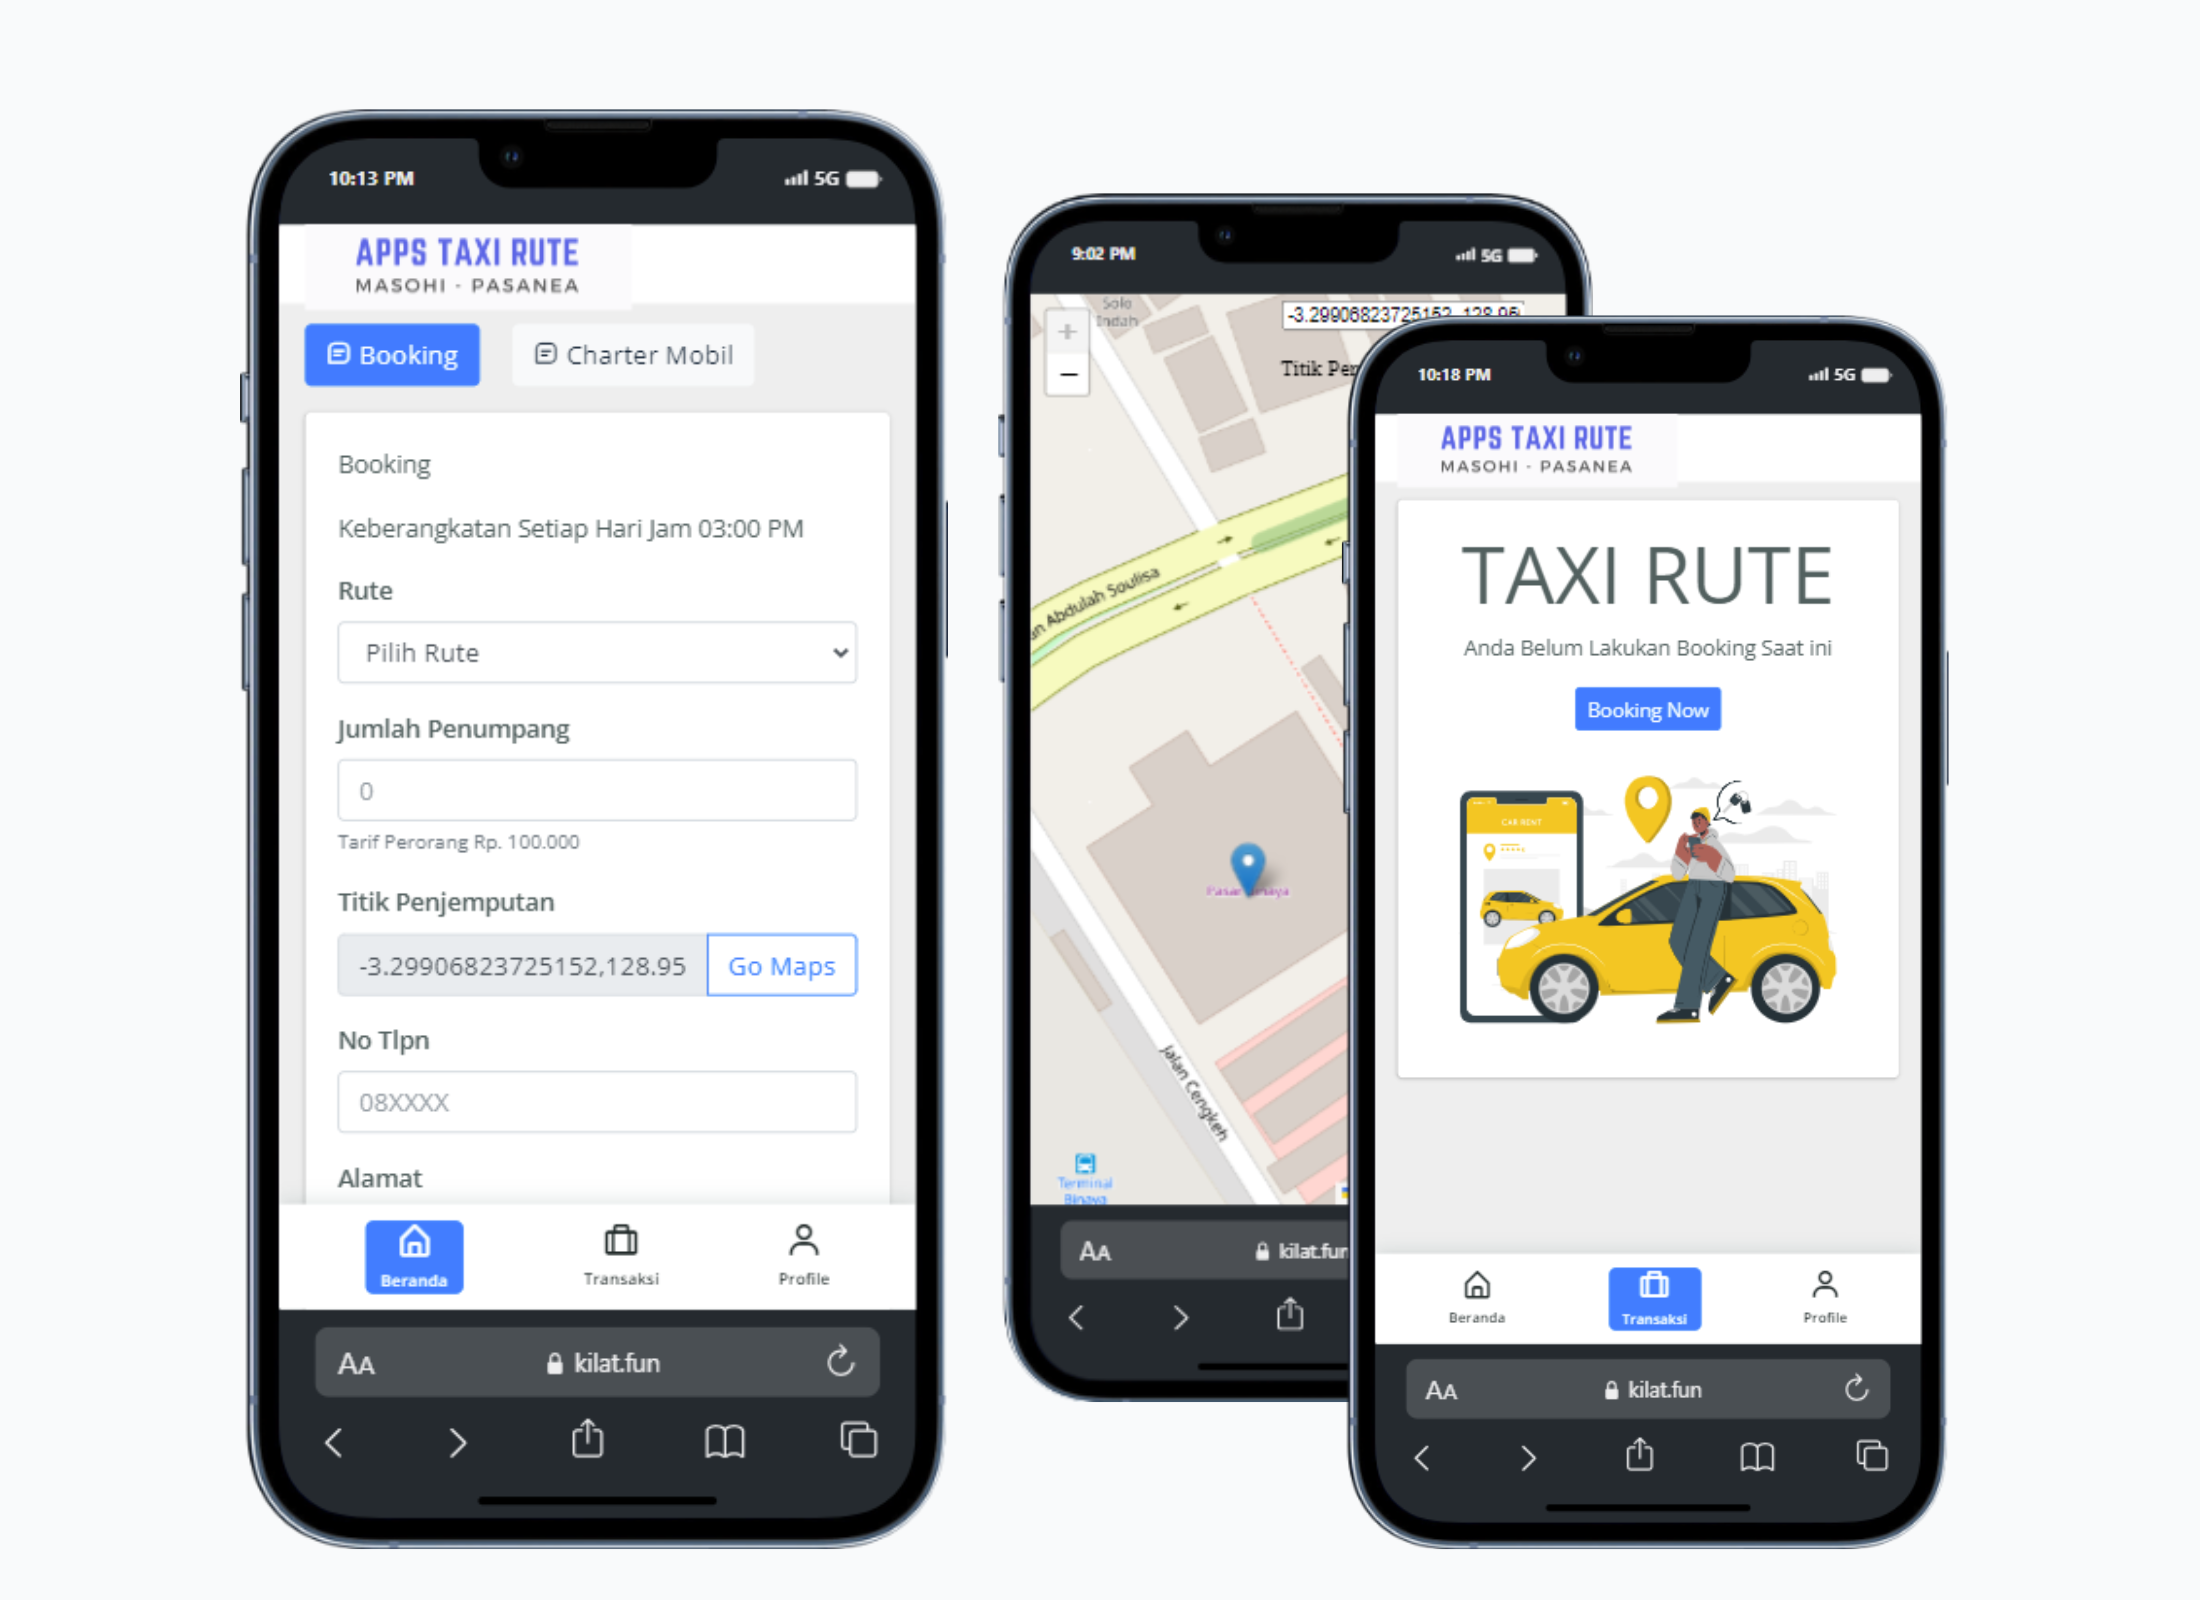 10:13 PM
5G
APPS TAXI RUTE
MASOHI - PASANEA
Booking
Charter Mobil
Booking
Keberangkatan Setiap Hari Jam 03:00 PM
Rute
Pilih Rute
Jumlah Penumpang
0
Tarif Perorang Rp. 100.000
Titik Penjemputan
-3.29906823725152,128.95
Go Maps
No Tlpn
08XXXX
Alamat
Beranda
Transaksi
Profile
AA
kilat.fun
9:02 PM
5G
Solo
Indah
-3.29906823725152, 128.95
Titik Per
an Abdulah Soulisa
Pasar
Jalan Cengkeh
Terminal
Binaya
AA
kilat.fun
10:18 PM
5G
APPS TAXI RUTE
MASOHI - PASANEA
TAXI RUTE
Anda Belum Lakukan Booking Saat ini
Booking Now
CAR RENT
Beranda
Transaksi
Profile
AA
kilat.fun